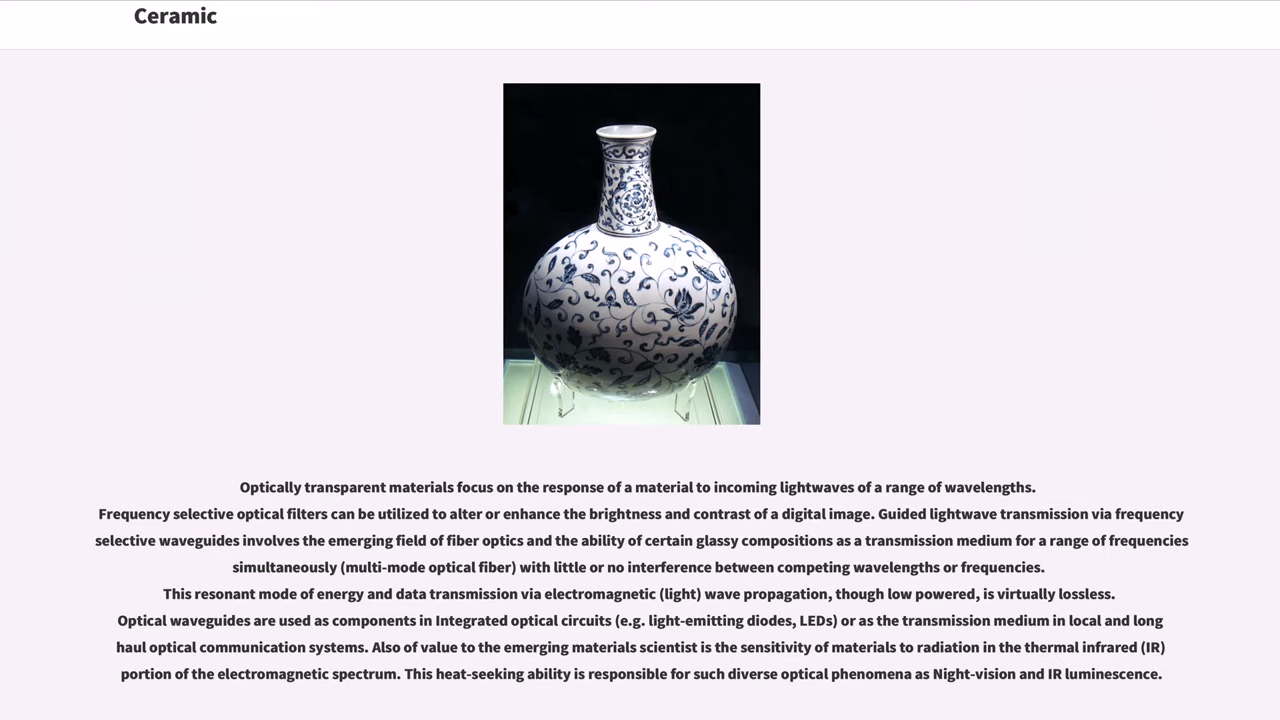 Ceramic
Optically transparent materials focus on the response of a material to incoming lightwaves of a range of wavelengths.
Frequency selective optical filters can be utilized to alter or enhance the brightness and contrast of a digital image. Guided lightwave transmission via frequency
selective waveguides involves the emerging field of fiber optics and the ability of certain glassy compositions as a transmission medium for a range of frequencies
simultaneously (multi-mode optical fiber) with little or no interference between competing wavelengths or frequencies.
This resonant mode of energy and data transmission via electromagnetic (light) wave propagation, though low powered, is virtually lossless.
Optical waveguides are used as components in Integrated optical circuits (e.g. light-emitting diodes, LEDs) or as the transmission medium in local and long
haul optical communication systems. Also of value to the emerging materials scientist is the sensitivity of materials to radiation in the thermal infrared (IR)
portion of the electromagnetic spectrum. This heat-seeking ability is responsible for such diverse optical phenomena as Night-vision and IR luminescence.